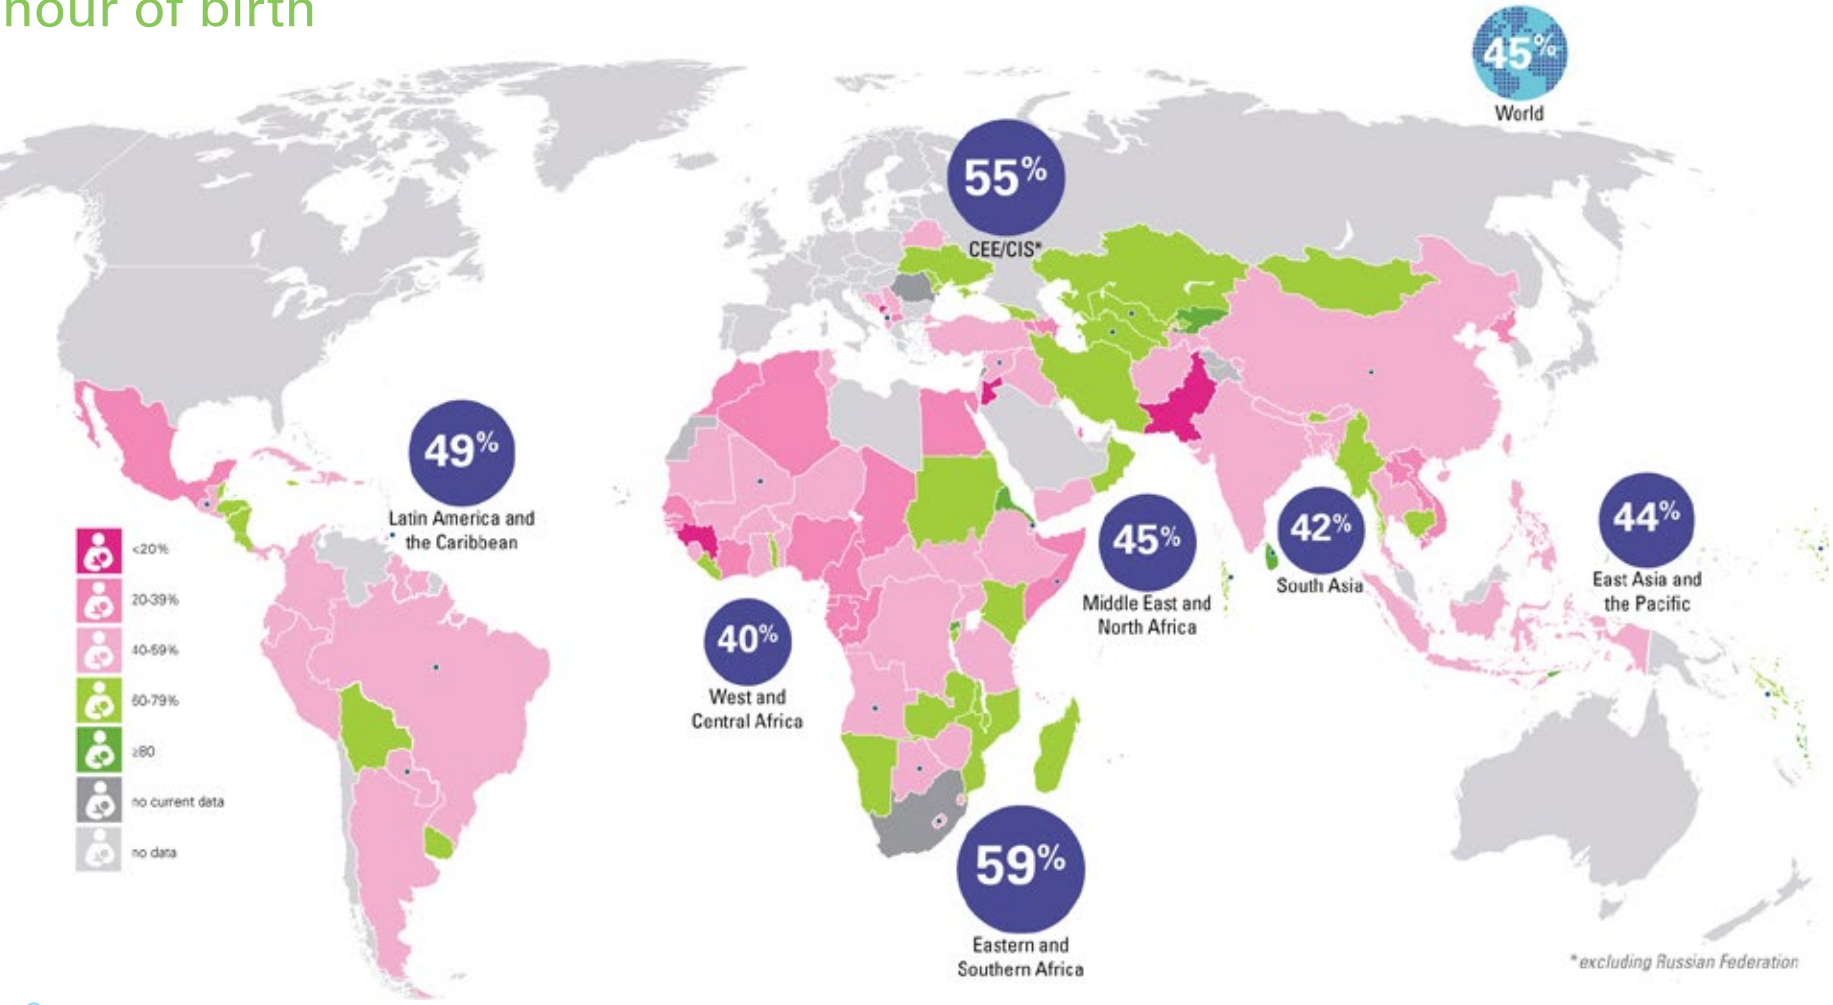 hour of birth
45%
World
55%
CEE/CIS*
49%
Latin America and
the Caribbean
<20%
20-39%
40-59%
60-79%
≥80
no current data
no data
40%
West and
Central Africa
45%
Middle East and
North Africa
42%
South Asia
44%
East Asia and
the Pacific
59%
Eastern and
Southern Africa
*excluding Russian Federation